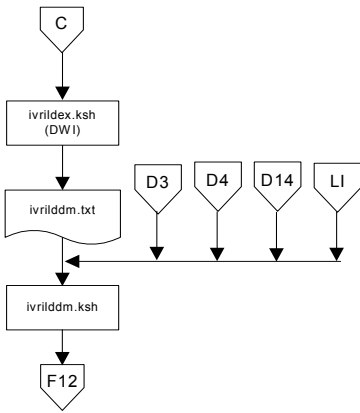 C
ivrildex.ksh
(DWI)
ivrilddm.txt
D3
D4
D14
LI
ivrilddm.ksh
F12